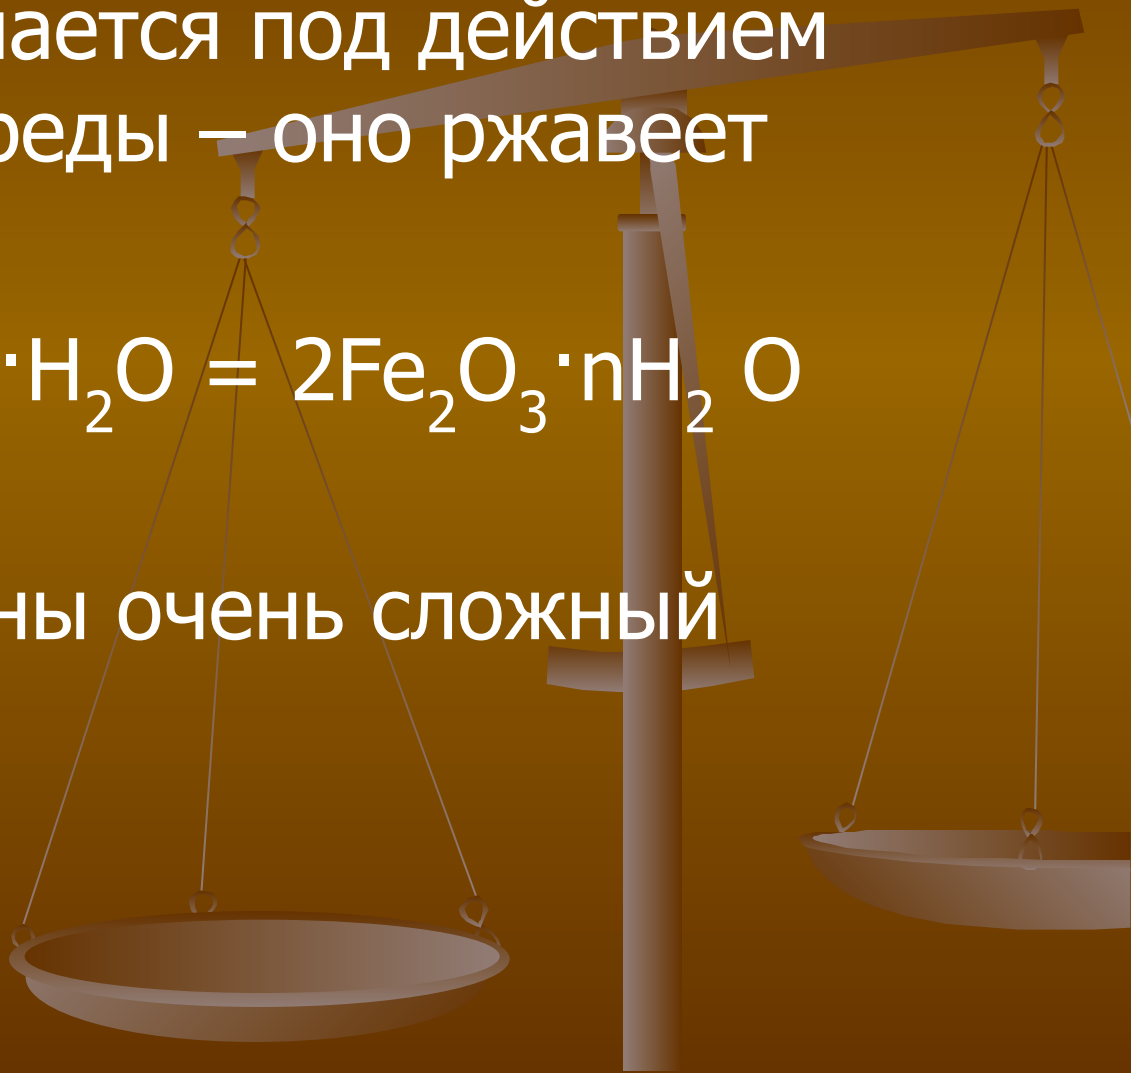 ается под действием
реды – оно ржавеет
·H₂O = 2Fe₂O₃·nH₂ O
ны очень сложный